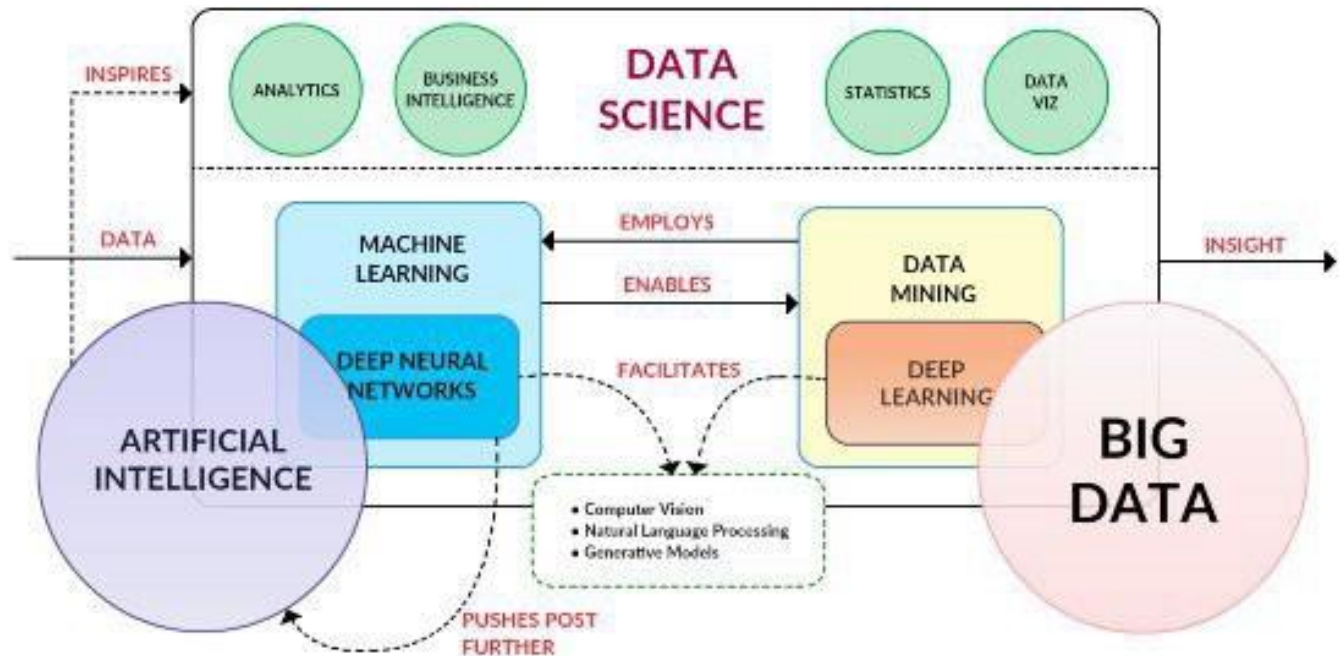 INSPIRES
ANALYTICS
BUSINESS
INTELLIGENCE
DATA
SCIENCE
STATISTICS
DATA
VIZ
DATA
MACHINE
LEARNING
EMPLOYS
ENABLES
DATA
MINING
INSIGHT
DEEP NEURAL
NETWORKS
FACILITATES
DEEP
LEARNING
ARTIFICIAL
INTELLIGENCE
BIG
DATA
• Computer Vision
• Natural Language Processing
• Generative Models
PUSHES POST
FURTHER